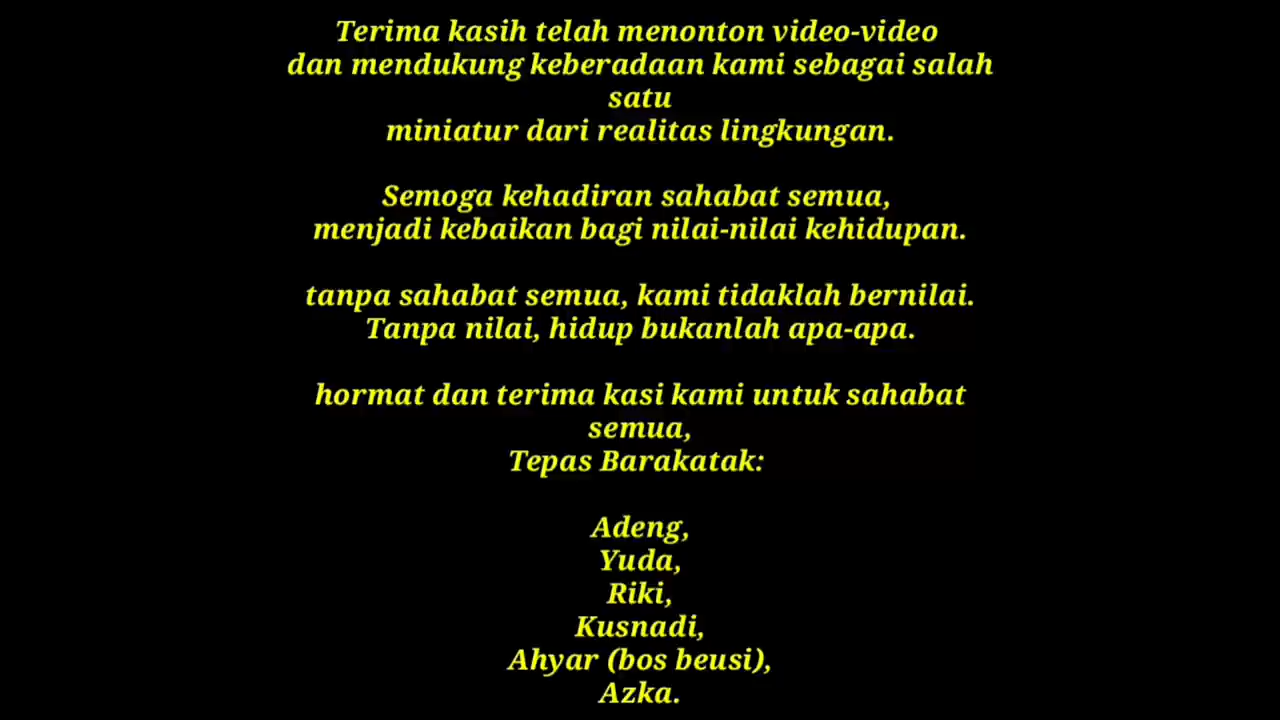 Terima kasih telah menonton video-video
dan mendukung keberadaan kami sebagai salah
satu
miniatur dari realitas lingkungan.
Semoga kehadiran sahabat semua,
menjadi kebaikan bagi nilai-nilai kehidupan.
tanpa sahabat semua, kami tidaklah bernilai.
Tanpa nilai, hidup bukanlah apa-apa.
hormat dan terima kasi kami untuk sahabat
semua,
Tepas Barakatak:
Adeng,
Yuda,
Riki,
Kusnadi,
Ahyar (bos beusi),
Azka.